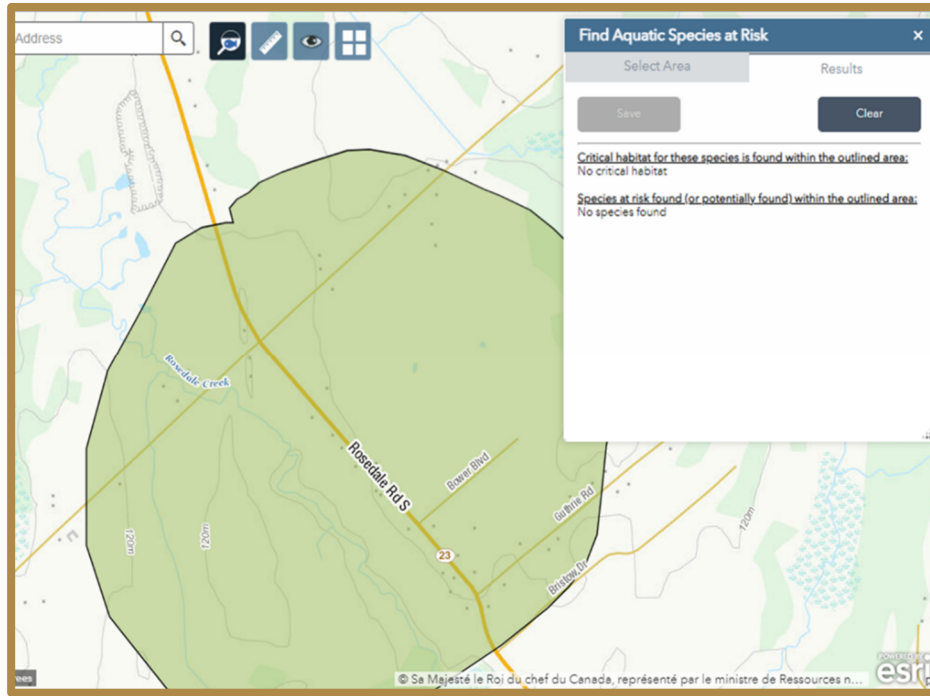 Address
Find Aquatic Species at Risk
×
Select Area
Results
Save
Clear
Critical habitat for these species is found within the outlined area:
No critical habitat
Species at risk found (or potentially found) within the outlined area:
No species found
Rosedale Creek
Rosedale Rd S
Bower Blvd
Guthrie Rd
Bristow Dr
23
120m
120m
120m
rees
© Sa Majesté le Roi du chef du Canada, représenté par le ministre de Ressources n...
POWERED BY
esri